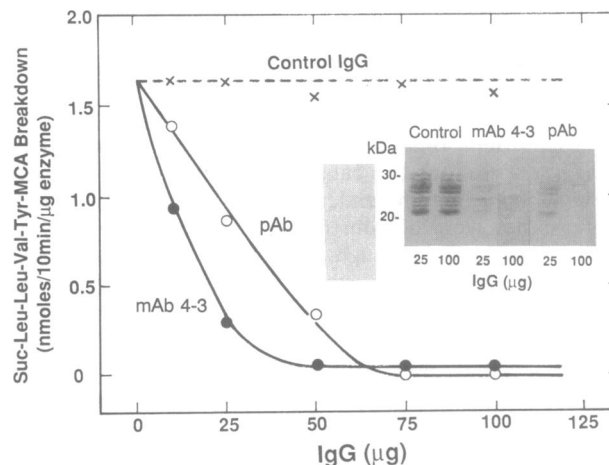 Suc-Leu-Leu-Val-Tyr-MCA Breakdown
(nmoles/10min/μg enzyme)
1.5
1.0
0.5
0
Control IgG
pAb
mAb 4-3
kDa
Control mAb 4-3 pAb
30-
20-
25 100 25 100 25 100
IgG (μg)
0 25 50 75 100 125
IgG (μg)